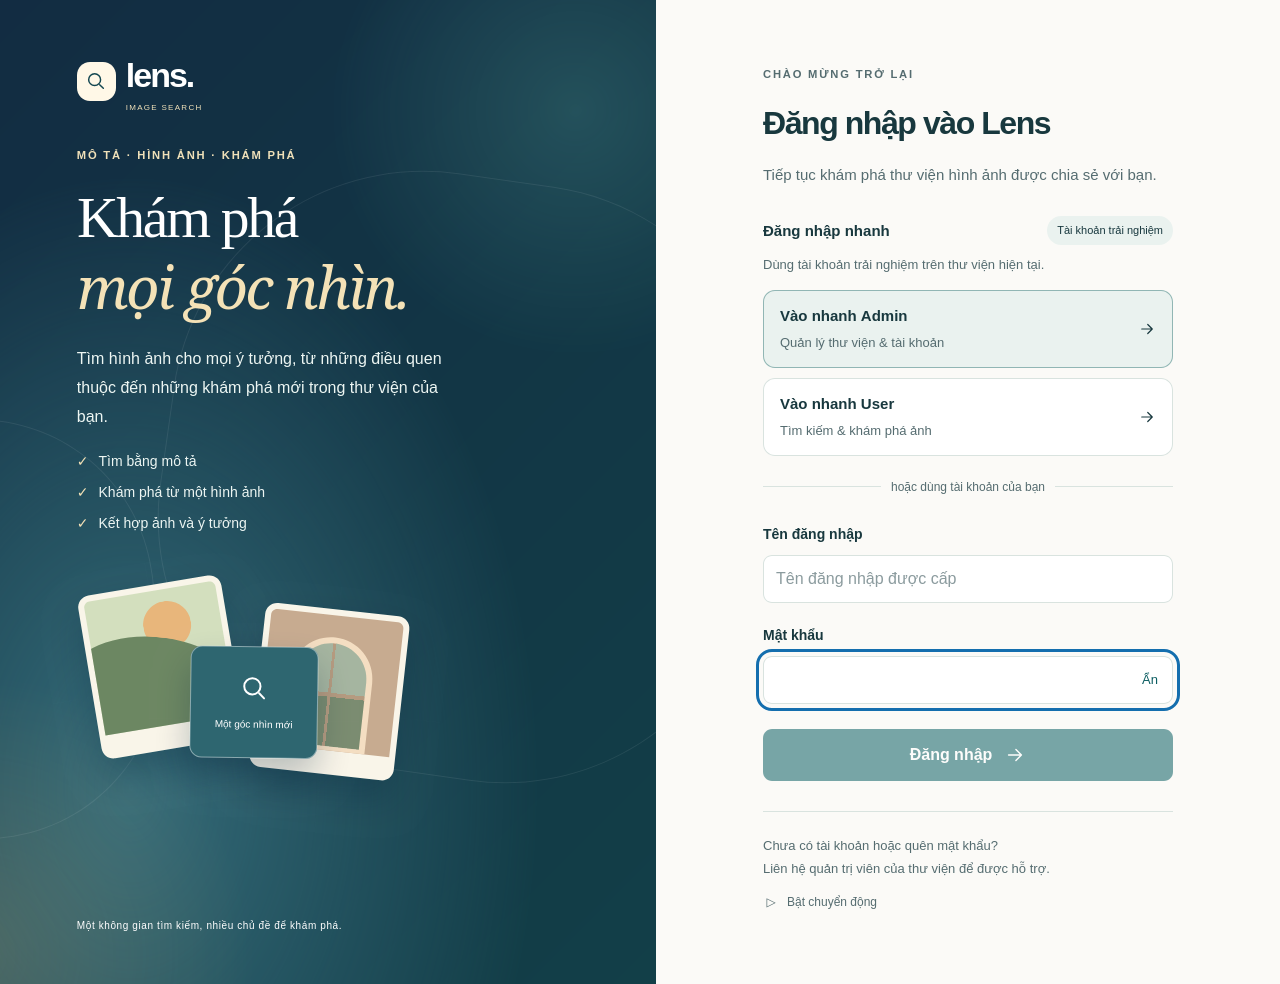 lens.
IMAGE SEARCH
MÔ TẢ · HÌNH ẢNH · KHÁM PHÁ
Khám phá
mọi góc nhìn.
Tìm hình ảnh cho mọi ý tưởng, từ những điều quen
thuộc đến những khám phá mới trong thư viện của
bạn.
✓ Tìm bằng mô tả
✓ Khám phá từ một hình ảnh
✓ Kết hợp ảnh và ý tưởng
Một góc nhìn mới
Một không gian tìm kiếm, nhiều chủ đề để khám phá.
CHÀO MỪNG TRỞ LẠI
Đăng nhập vào Lens
Tiếp tục khám phá thư viện hình ảnh được chia sẻ với bạn.
Đăng nhập nhanh
Tài khoản trải nghiệm
Dùng tài khoản trải nghiệm trên thư viện hiện tại.
Vào nhanh Admin
Quản lý thư viện & tài khoản
Vào nhanh User
Tìm kiếm & khám phá ảnh
hoặc dùng tài khoản của bạn
Tên đăng nhập
Tên đăng nhập được cấp
Mật khẩu
Ẩn
Đăng nhập
Chưa có tài khoản hoặc quên mật khẩu?
Liên hệ quản trị viên của thư viện để được hỗ trợ.
Bật chuyển động